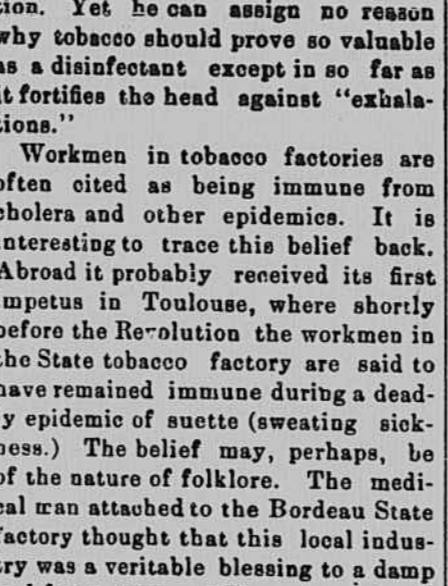 tion. Yet he can assign no reason
why tobacco should prove so valuable
as a disinfectant except in so far as
it fortifies the head against "exhala-
tions."
Workmen in tobacco factories are
often cited as being immune from
cholera and other epidemics. It is
interesting to trace this belief back.
Abroad it probably received its first
impetus in Toulouse, where shortly
before the Revolution the workmen in
the State tobacco factory are said to
have remained immune during a dead-
ly epidemic of suette (sweating sick-
ness.) The belief may, perhaps, be
of the nature of folklore. The medi-
cal man attached to the Bordeau State
factory thought that this local indus-
try was a veritable blessing to a damp